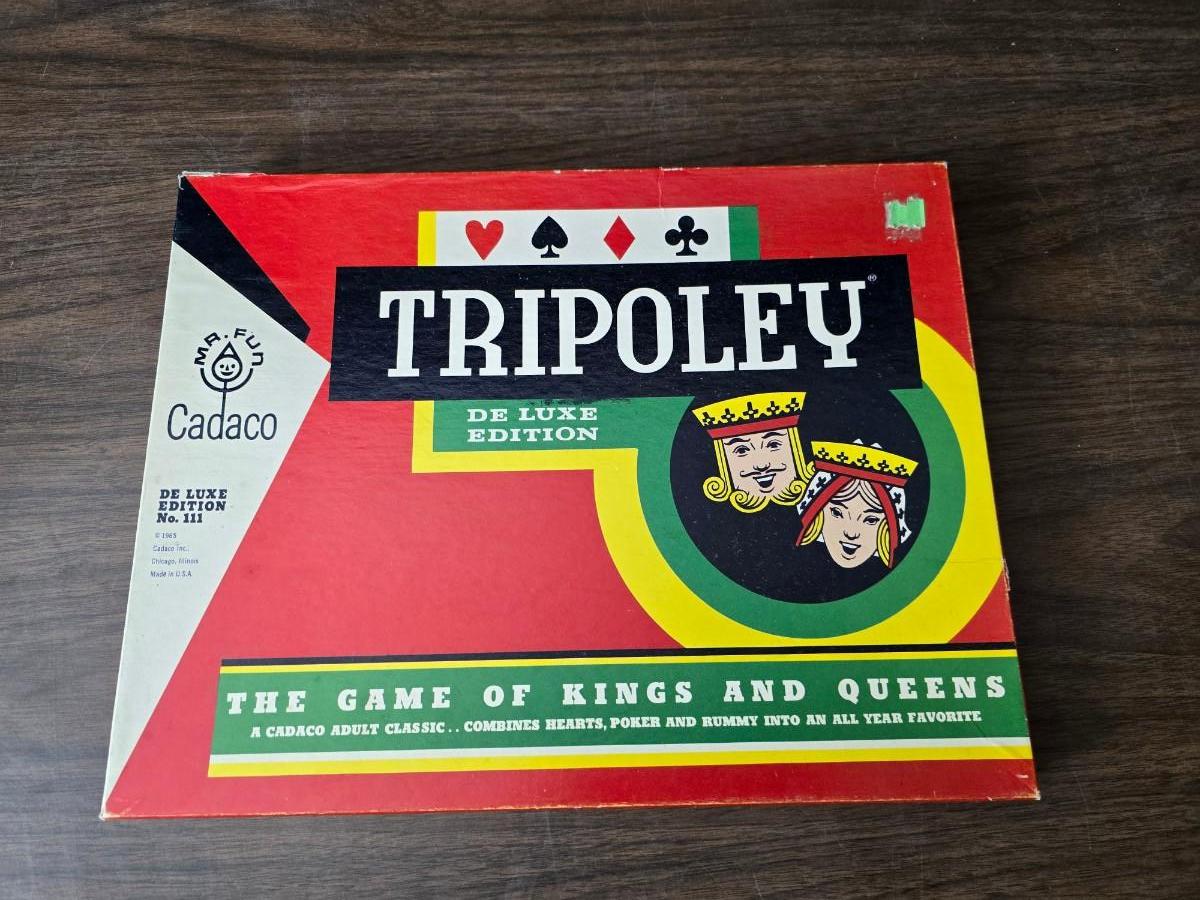 TRIPOLEY®
DE LUXE
EDITION
MR. FUN
Cadaco
DE LUXE
EDITION
No. 111
© 1965
Cadaco Inc.
Chicago, Illinois
Made in U.S.A.
THE GAME OF KINGS AND QUEENS
A CADACO ADULT CLASSIC.. COMBINES HEARTS, POKER AND RUMMY INTO AN ALL YEAR FAVORITE